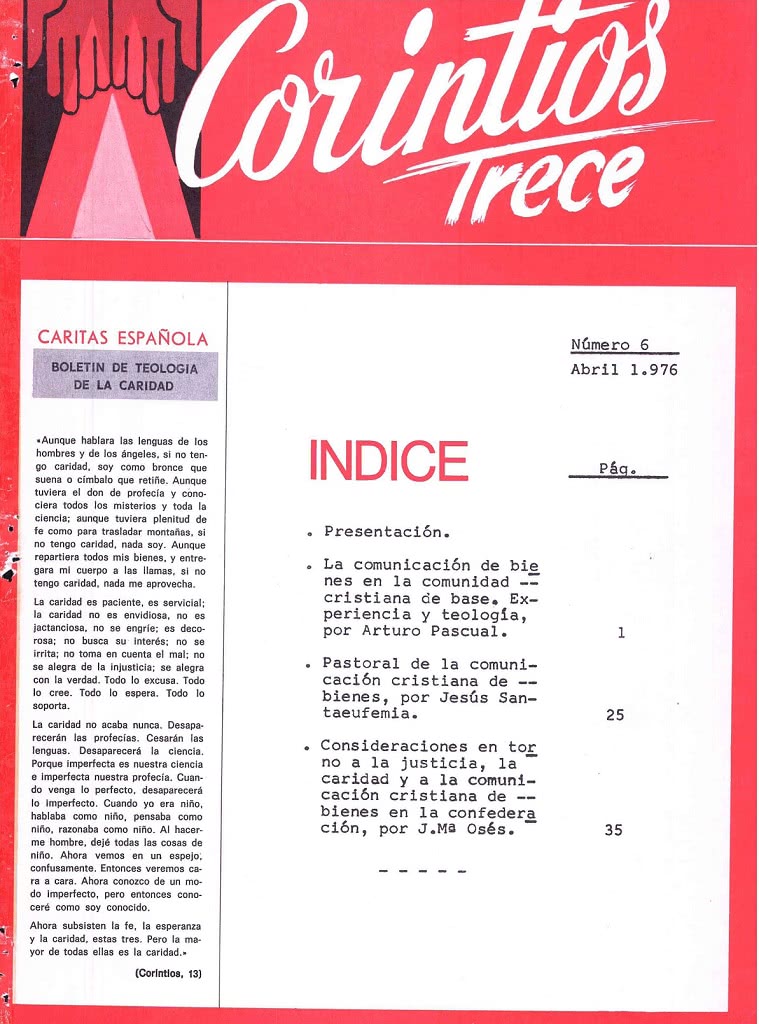 Corintios
Trece
CARITAS ESPAÑOLA
BOLETIN DE TEOLOGIA
DE LA CARIDAD
«Aunque hablara las lenguas de los
hombres y de los ángeles, si no ten-
go caridad, soy como bronce que
suena o címbalo que retiñe. Aunque
tuviera el don de profecía y cono-
ciera todos los misterios y toda la
ciencia; aunque tuviera plenitud de
fe como para trasladar montañas, si
no tengo caridad, nada soy. Aunque
repartiera todos mis bienes, y entre-
gara mi cuerpo a las llamas, si no
tengo caridad, nada me aprovecha.
La caridad es paciente, es servicial;
la caridad no es envidiosa, no es
jactanciosa, no se engríe; es deco-
rosa; no busca su interés; no se
irrita; no toma en cuenta el mal; no
se alegra de la injusticia; se alegra
con la verdad. Todo lo excusa. Todo
lo cree. Todo lo espera. Todo lo
soporta.
La caridad no acaba nunca. Desapa-
recerán las profecías. Cesarán las
lenguas. Desaparecerá la ciencia.
Porque imperfecta es nuestra ciencia
e imperfecta nuestra profecía. Cuan-
do venga lo perfecto, desaparecerá
lo imperfecto. Cuando yo era niño,
hablaba como niño, pensaba como
niño, razonaba como niño. Al hacer-
me hombre, dejé todas las cosas de
niño. Ahora vemos en un espejo,
confusamente. Entonces veremos ca-
ra a cara. Ahora conozco de un mo-
do imperfecto, pero entonces cono-
ceré como soy conocido.
Ahora subsisten la fe, la esperanza
y la caridad, estas tres. Pero la ma-
yor de todas ellas es la caridad.»
(Corintios, 13)
Número 6
Abril 1.976
INDICE
Pág.
. Presentación.
. La comunicación de bie
nes en la comunidad --
cristiana de base. Ex-
periencia y teología,
por Arturo Pascual. 1
. Pastoral de la comuni-
cación cristiana de --
bienes, por Jesús San-
taeufemia. 25
. Consideraciones en tor
no a la justicia, la
caridad y a la comuni-
cación cristiana de --
bienes en la confedera
ción, por J.Mª Osés. 35
- - - - -